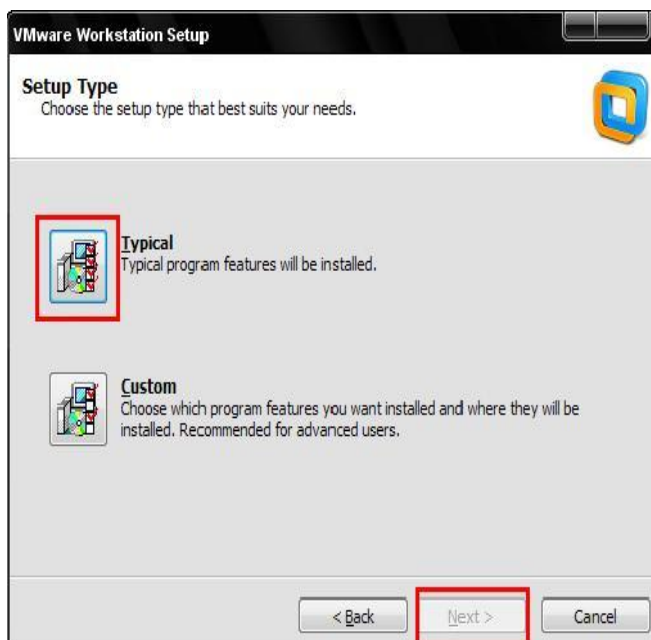 VMware Workstation Setup
Setup Type
Choose the setup type that best suits your needs.
Typical
Typical program features will be installed.
Custom
Choose which program features you want installed and where they will be
installed. Recommended for advanced users.
< Back
Next >
Cancel